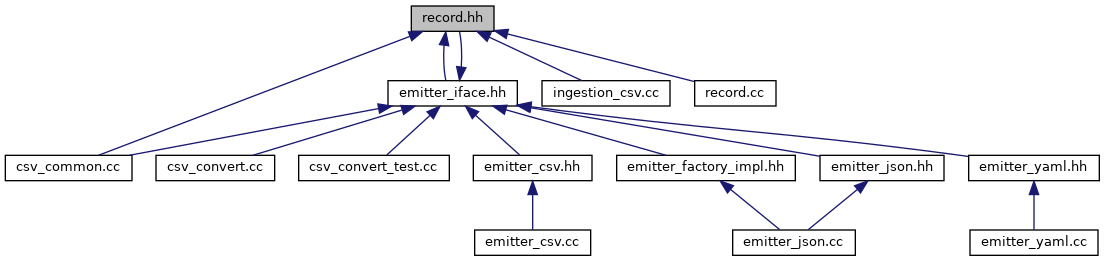 record.hh
emitter_iface.hh
ingestion_csv.cc
record.cc
csv_common.cc
csv_convert.cc
csv_convert_test.cc
emitter_csv.hh
emitter_factory_impl.hh
emitter_json.hh
emitter_yaml.hh
emitter_csv.cc
emitter_json.cc
emitter_yaml.cc